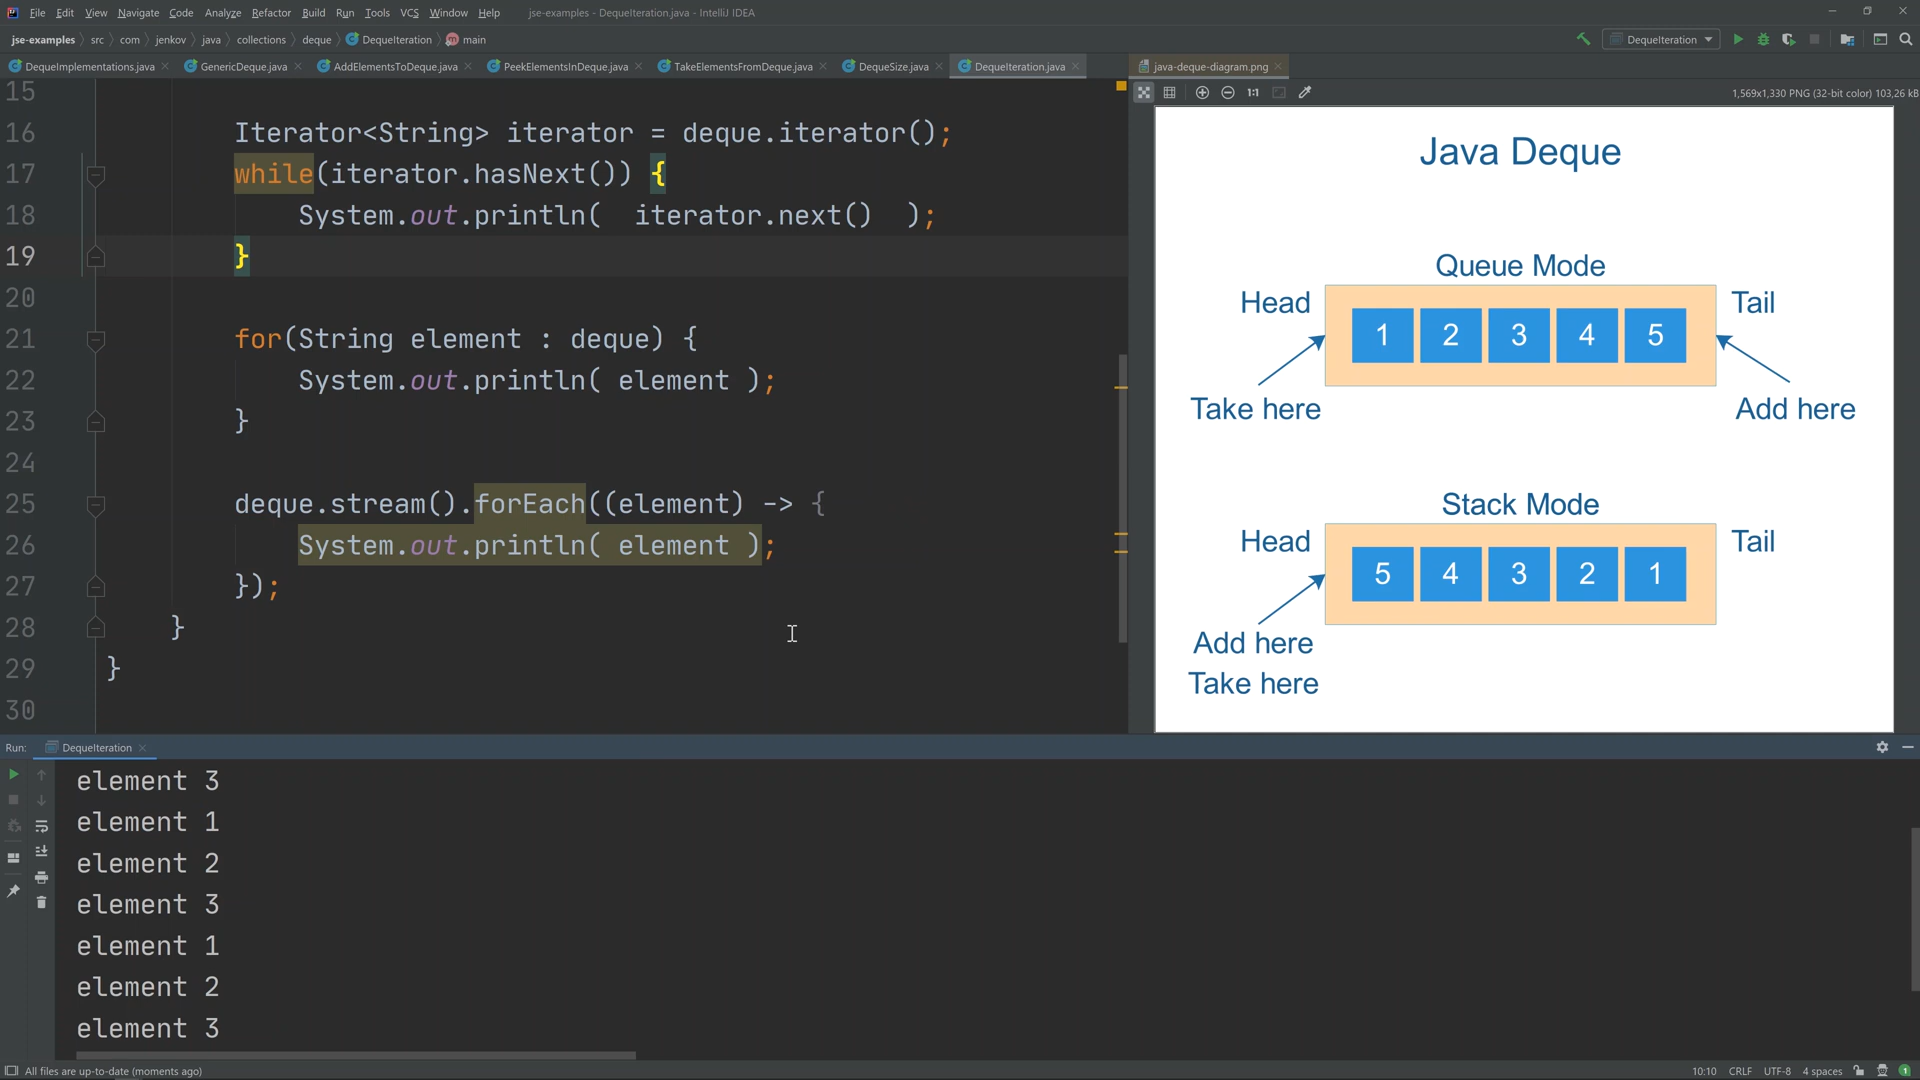 File Edit View Navigate Code Analyze Refactor Build Run Tools VCS Window Help jse-examples - DequeIteration.java - IntelliJ IDEA
jse-examples src com jenkov java collections deque DequeIteration main DequeIteration
DequeImplementations.java GenericDeque.java AddElementsToDeque.java PeekElementsInDeque.java TakeElementsFromDeque.java DequeSize.java DequeIteration.java java-deque-diagram.png
1:1 1,569x1,330 PNG (32-bit color) 103,26 kB
15
16 Iterator<String> iterator = deque.iterator();
17 while(iterator.hasNext()) {
18 System.out.println(  iterator.next()  );
19 }
20
21 for(String element : deque) {
22 System.out.println( element );
23 }
24
25 deque.stream().forEach((element) -> {
26 System.out.println( element );
27 });
28 }
29 }
30
Java Deque
Queue Mode
Head Tail
1 2 3 4 5
Take here Add here
Stack Mode
Head Tail
5 4 3 2 1
Add here
Take here
Run: DequeIteration
element 3
element 1
element 2
element 3
element 1
element 2
element 3
All files are up-to-date (moments ago) 10:10 CRLF UTF-8 4 spaces 1